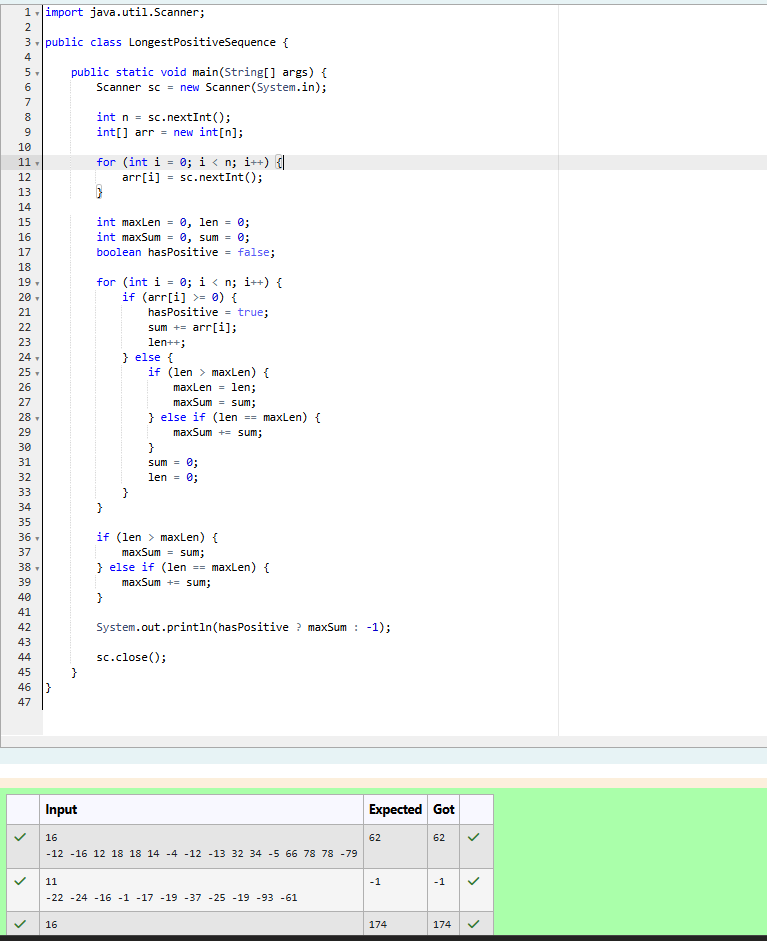 1 import java.util.Scanner;
2
3 public class LongestPositiveSequence {
4
5     public static void main(String[] args) {
6         Scanner sc = new Scanner(System.in);
7
8         int n = sc.nextInt();
9         int[] arr = new int[n];
10
11         for (int i = 0; i < n; i++) {
12             arr[i] = sc.nextInt();
13         }
14
15         int maxLen = 0, len = 0;
16         int maxSum = 0, sum = 0;
17         boolean hasPositive = false;
18
19         for (int i = 0; i < n; i++) {
20             if (arr[i] >= 0) {
21                 hasPositive = true;
22                 sum += arr[i];
23                 len++;
24             } else {
25                 if (len > maxLen) {
26                     maxLen = len;
27                     maxSum = sum;
28                 } else if (len == maxLen) {
29                     maxSum += sum;
30                 }
31                 sum = 0;
32                 len = 0;
33             }
34         }
35
36         if (len > maxLen) {
37             maxSum = sum;
38         } else if (len == maxLen) {
39             maxSum += sum;
40         }
41
42         System.out.println(hasPositive ? maxSum : -1);
43
44         sc.close();
45     }
46 }
47
Input Expected Got
16 62 62
-12 -16 12 18 18 14 -4 -12 -13 32 34 -5 66 78 78 -79
11 -1 -1
-22 -24 -16 -1 -17 -19 -37 -25 -19 -93 -61
16 174 174